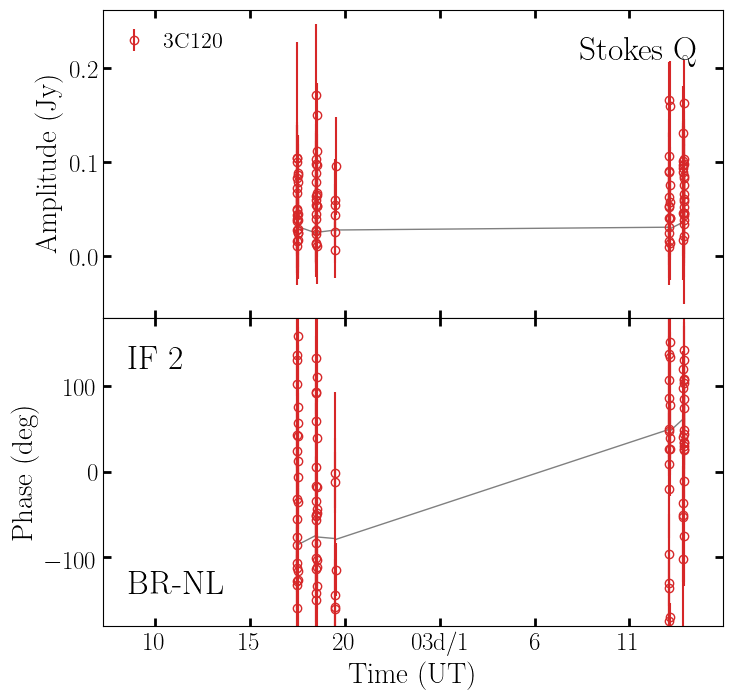 3C120
Stokes Q
0.2
0.1
0.0
Amplitude (Jy)
IF 2
100
0
−100
Phase (deg)
BR-NL
10 15 20 03d/1 6 11
Time (UT)